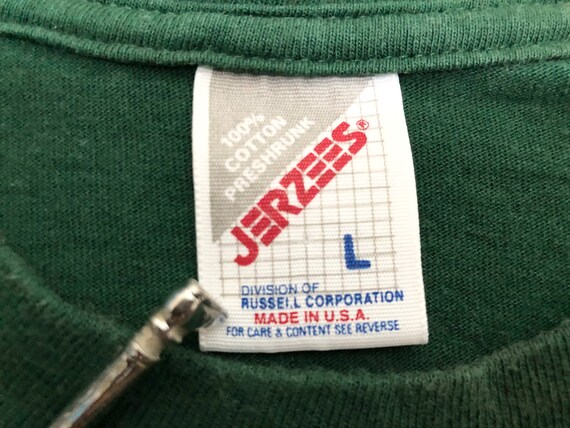 100%
COTTON
PRESHRUNK
JERZEES®
L
DIVISION OF
RUSSELL CORPORATION
MADE IN U.S.A.
FOR CARE & CONTENT SEE REVERSE